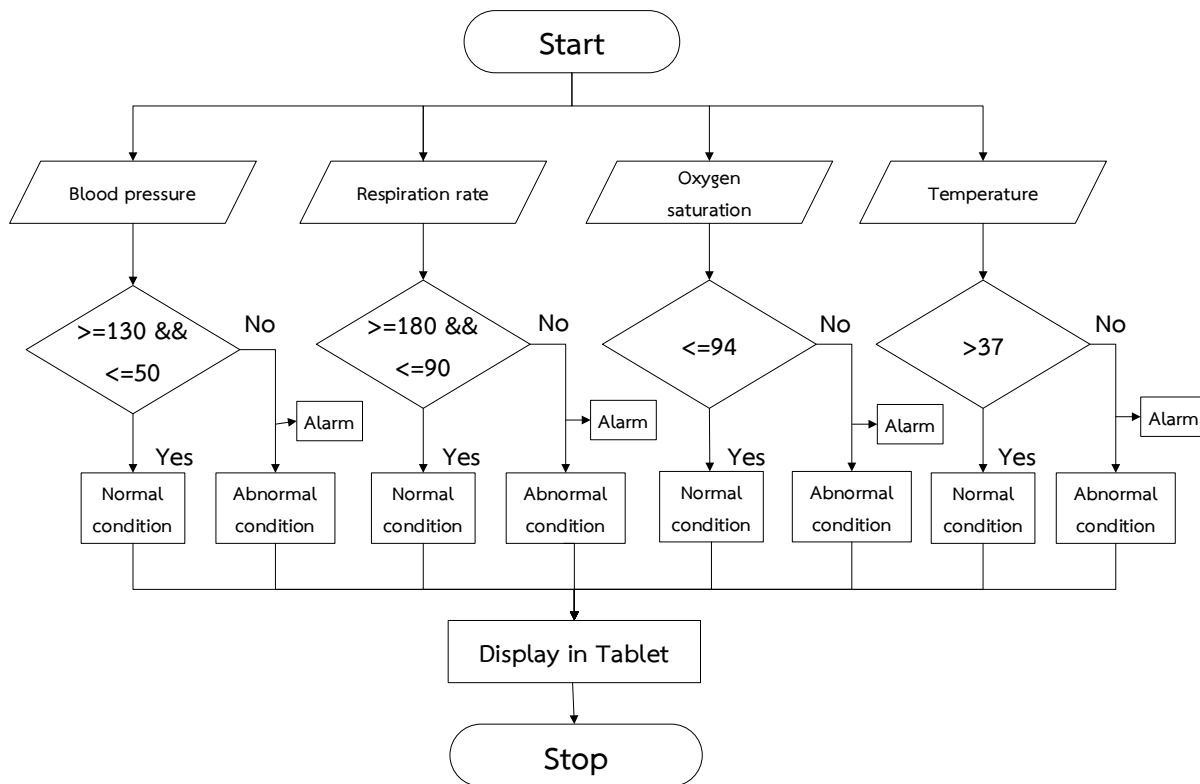 Start
Blood pressure
Respiration rate
Oxygen
saturation
Temperature
>=130 &&
<=50
No
>=180 &&
<=90
No
<=94
No
>37
No
Alarm
Alarm
Alarm
Alarm
Yes
Yes
Yes
Yes
Normal
condition
Abnormal
condition
Normal
condition
Abnormal
condition
Normal
condition
Abnormal
condition
Normal
condition
Abnormal
condition
Display in Tablet
Stop